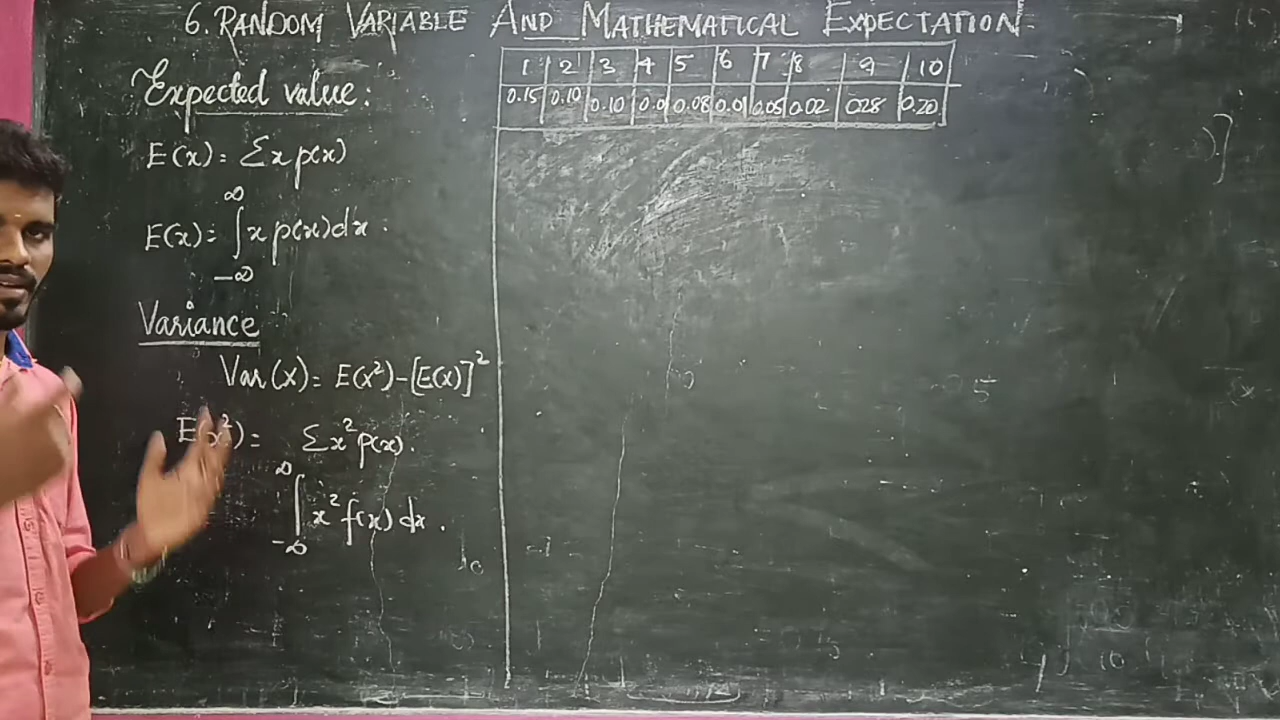 6. RANDOM VARIABLE AND MATHEMATICAL EXPECTATION
Expected value:
E(x) = Σx p(x)
E(x) = ∫_{-∞}^{∞} x p(x) dx.
Variance
Var(x) = E(x²) - [E(x)]²
E(x²) = Σx² p(x).
∫_{-∞}^{∞} x² f(x) dx.
1 2 3 4 5 6 7 8 9 10
0.15 0.10 0.10 0.0 0.08 0.01 0.05 0.02 0.28 0.20